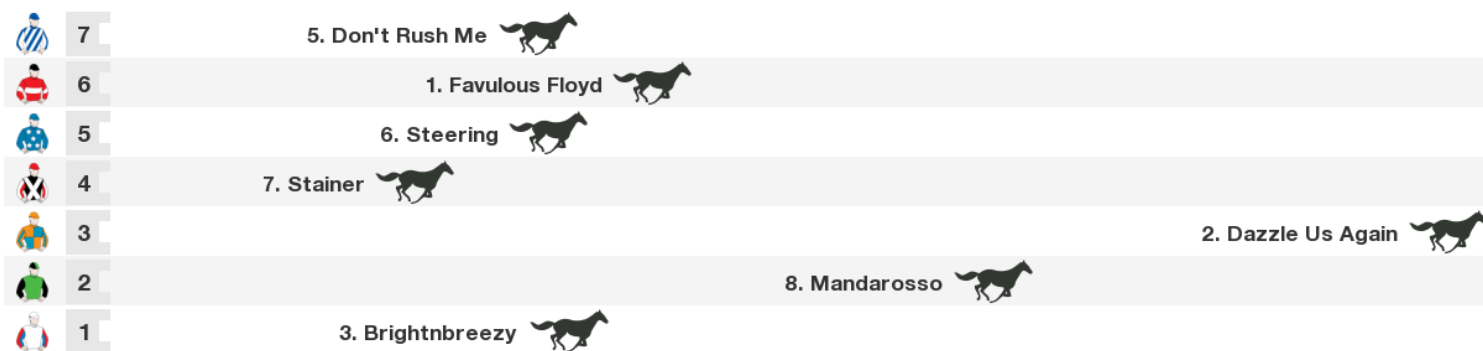 7 5. Don't Rush Me
6 1. Favulous Floyd
5 6. Steering
4 7. Stainer
3 2. Dazzle Us Again
2 8. Mandarosso
1 3. Brightnbreezy